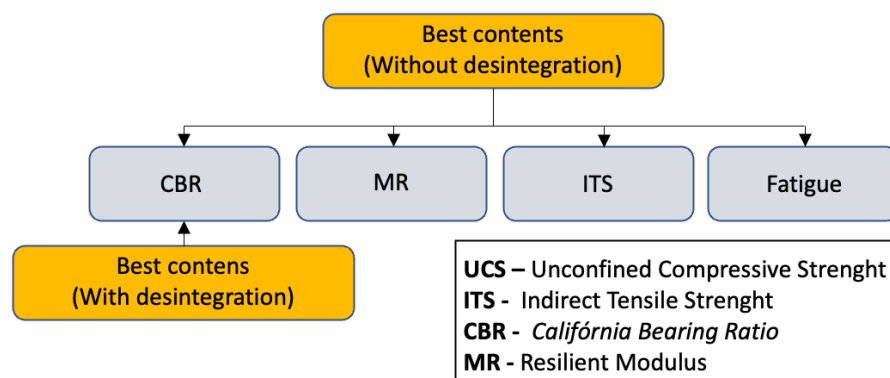 Best contents
(Without desintegration)
CBR
MR
ITS
Fatigue
Best contens
(With desintegration)
UCS – Unconfined Compressive Strenght
ITS - Indirect Tensile Strenght
CBR - Califórnia Bearing Ratio
MR - Resilient Modulus